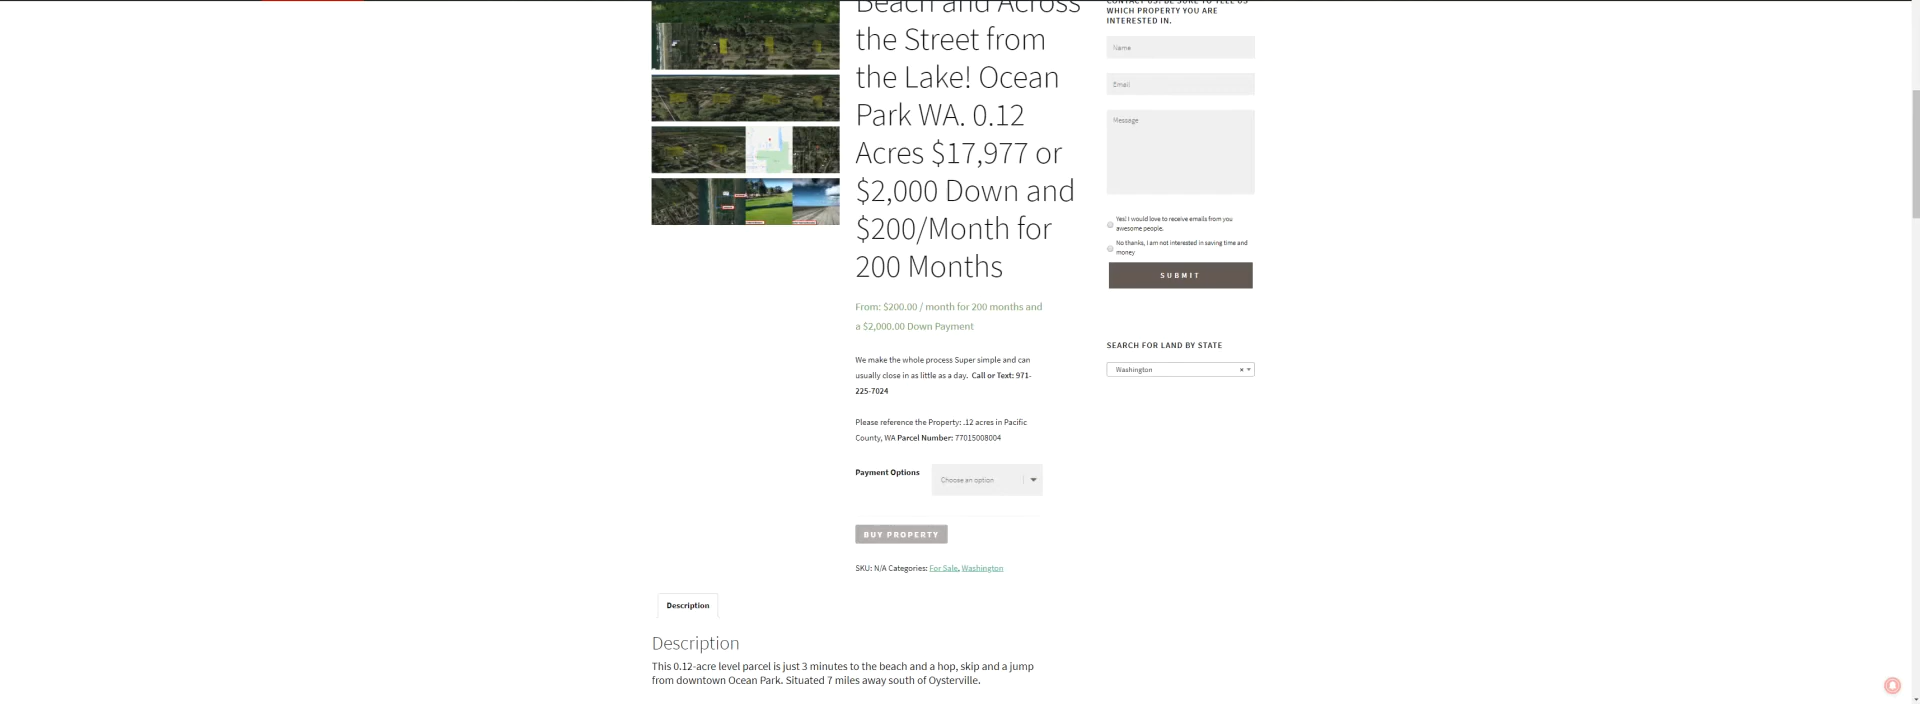 Beach and Across
the Street from
the Lake! Ocean
Park WA. 0.12
Acres $17,977 or
$2,000 Down and
$200/Month for
200 Months
From: $200.00 / month for 200 months and
a $2,000.00 Down Payment
We make the whole process Super simple and can
usually close in as little as a day.  Call or Text: 971-
225-7024
Please reference the Property: .12 acres in Pacific
County, WA Parcel Number: 77015008004
Payment Options
Choose an option
BUY PROPERTY
SKU: N/A Categories: For Sale, Washington
CONTACT US! BE SURE TO TELL US
WHICH PROPERTY YOU ARE
INTERESTED IN.
Name
Email
Message
Yes! I would love to receive emails from you
awesome people.
No thanks, I am not interested in saving time and
money
SUBMIT
SEARCH FOR LAND BY STATE
Washington
×
Description
Description
This 0.12-acre level parcel is just 3 minutes to the beach and a hop, skip and a jump
from downtown Ocean Park. Situated 7 miles away south of Oysterville.